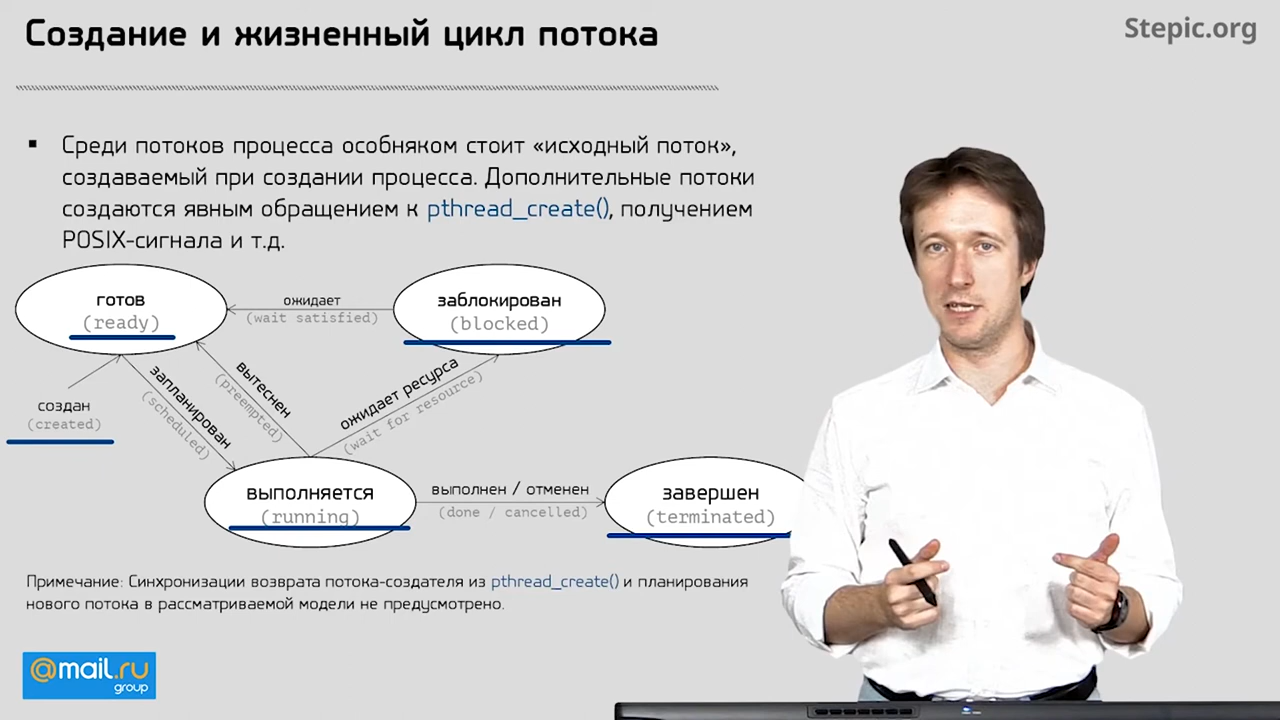 Создание и жизненный цикл потока
Stepic.org
▪ Среди потоков процесса особняком стоит «исходный поток»,
создаваемый при создании процесса. Дополнительные потоки
создаются явным обращением к pthread_create(), получением
POSIX-сигнала и т.д.
готов
(ready)
ожидает
(wait satisfied)
заблокирован
(blocked)
создан
(created)
запланирован
(scheduled)
вытеснен
(preempted)
ожидает ресурса
(wait for resource)
выполняется
(running)
выполнен / отменен
(done / cancelled)
завершен
(terminated)
Примечание: Синхронизации возврата потока-создателя из pthread_create() и планирования
нового потока в рассматриваемой модели не предусмотрено.
@mail.ru
group